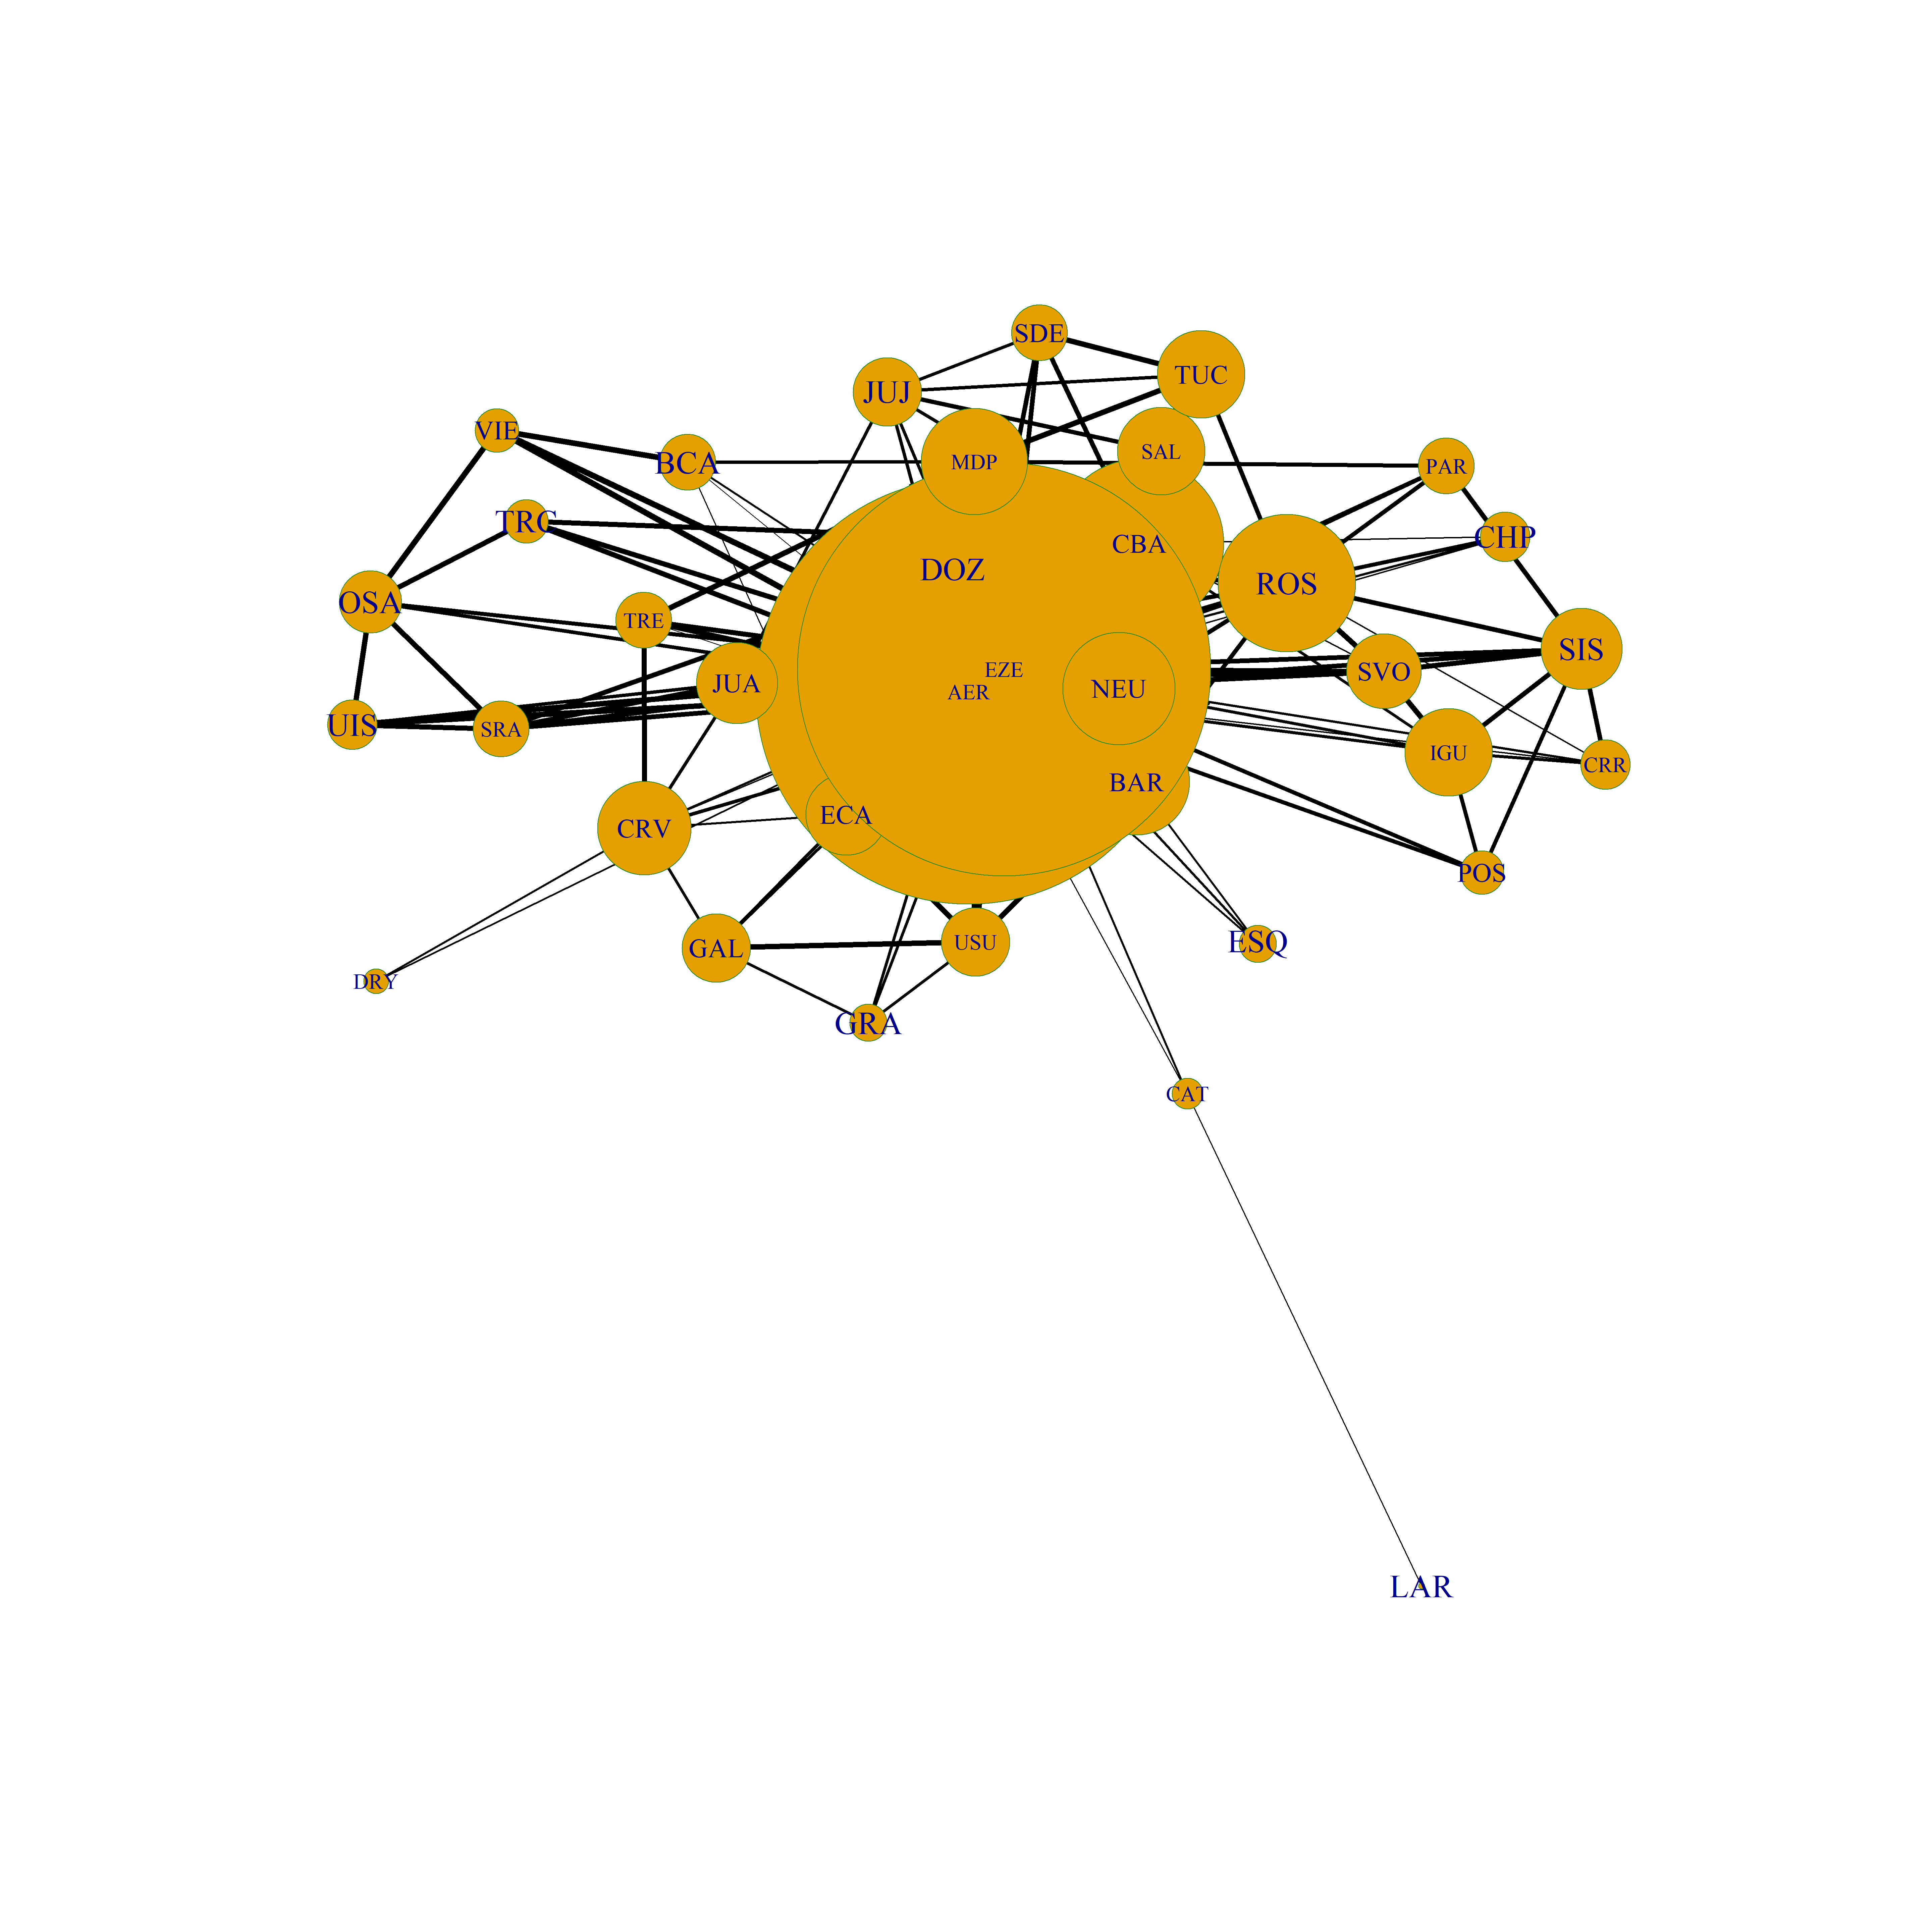 SDE
TUC
JUJ
VIE
BCA
MDP
SAL
PAR
TRC
CHP
CBA
DOZ
ROS
OSA
TRE
SIS
EZE
SVO
JUA
AER
NEU
UIS
SRA
IGU
CRR
BAR
ECA
CRV
POS
GAL
USU
ESQ
DRY
GRA
CAT
LAR